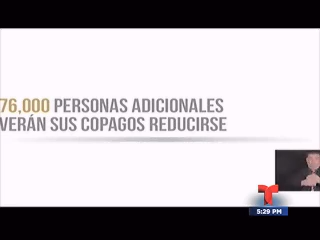 76,000 PERSONAS ADICIONALES
VERÁN SUS COPAGOS REDUCIRSE
5:29 PM